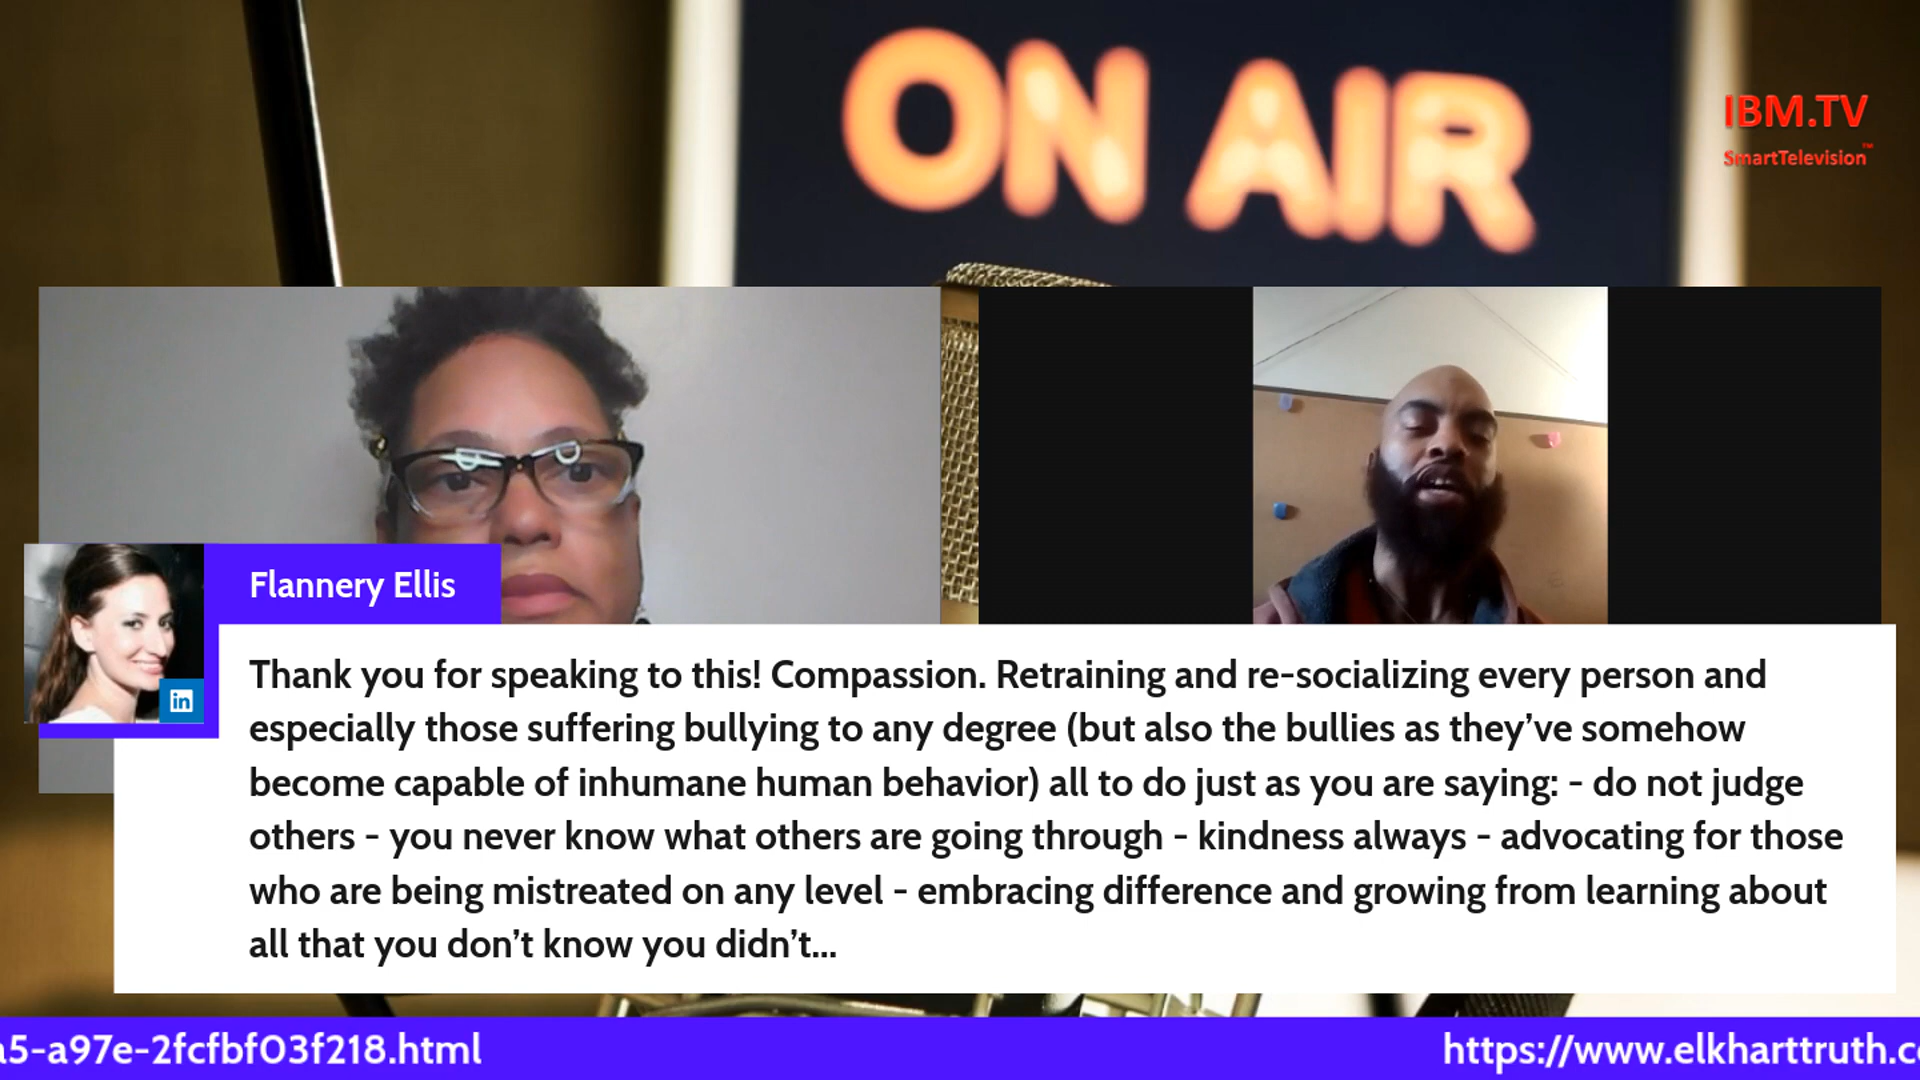 ON AIR
IBM.TV
SmartTelevision™
Flannery Ellis
in
Thank you for speaking to this! Compassion. Retraining and re-socializing every person and
especially those suffering bullying to any degree (but also the bullies as they’ve somehow
become capable of inhumane human behavior) all to do just as you are saying: - do not judge
others - you never know what others are going through - kindness always - advocating for those
who are being mistreated on any level - embracing difference and growing from learning about
all that you don’t know you didn’t...
a5-a97e-2fcfbf03f218.html
https://www.elkharttruth.c